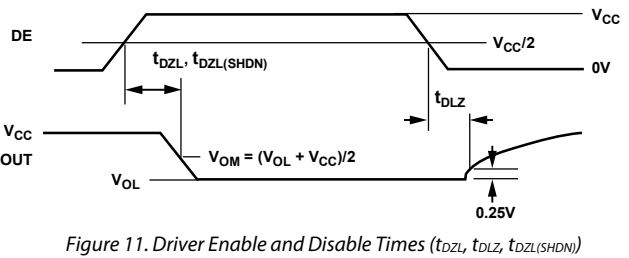 DE
V_CC
V_CC/2
0V
t_DZL, t_DZL(SHDN)
t_DLZ
V_CC
OUT
V_OM = (V_OL + V_CC)/2
V_OL
0.25V
Figure 11. Driver Enable and Disable Times (t_DZL, t_DLZ, t_DZL(SHDN))